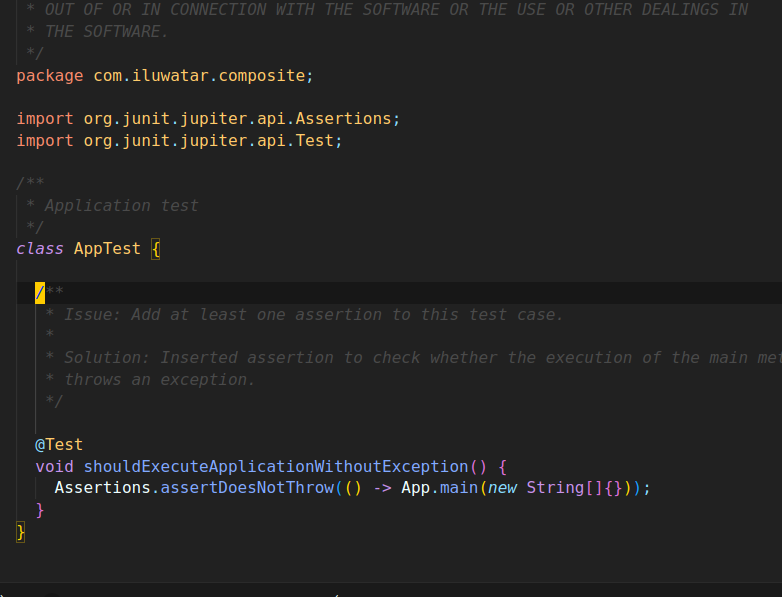 * OUT OF OR IN CONNECTION WITH THE SOFTWARE OR THE USE OR OTHER DEALINGS IN
* THE SOFTWARE.
*/
package com.iluwatar.composite;
import org.junit.jupiter.api.Assertions;
import org.junit.jupiter.api.Test;
/**
* Application test
*/
class AppTest {
/**
* Issue: Add at least one assertion to this test case.
*
* Solution: Inserted assertion to check whether the execution of the main met
* throws an exception.
*/
@Test
void shouldExecuteApplicationWithoutException() {
Assertions.assertDoesNotThrow(() -> App.main(new String[]{}));
}
}